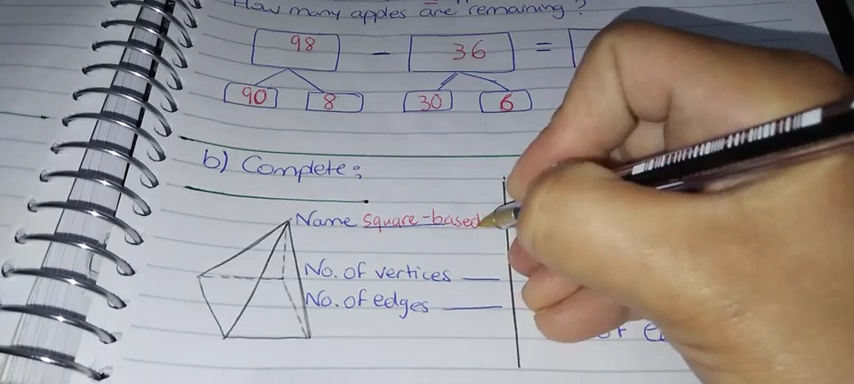 How many apples are remaining?
98 - 36 =
90 8 30 6
b) Complete:
Name square-based
No. of vertices
No. of edges
of